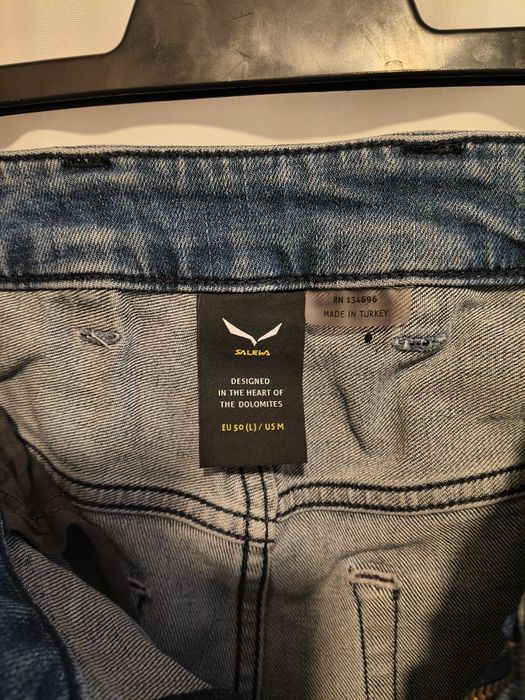 RN 134696
MADE IN TURKEY
SALEWA
DESIGNED
IN THE HEART OF
THE DOLOMITES
EU 50 (L) / US M